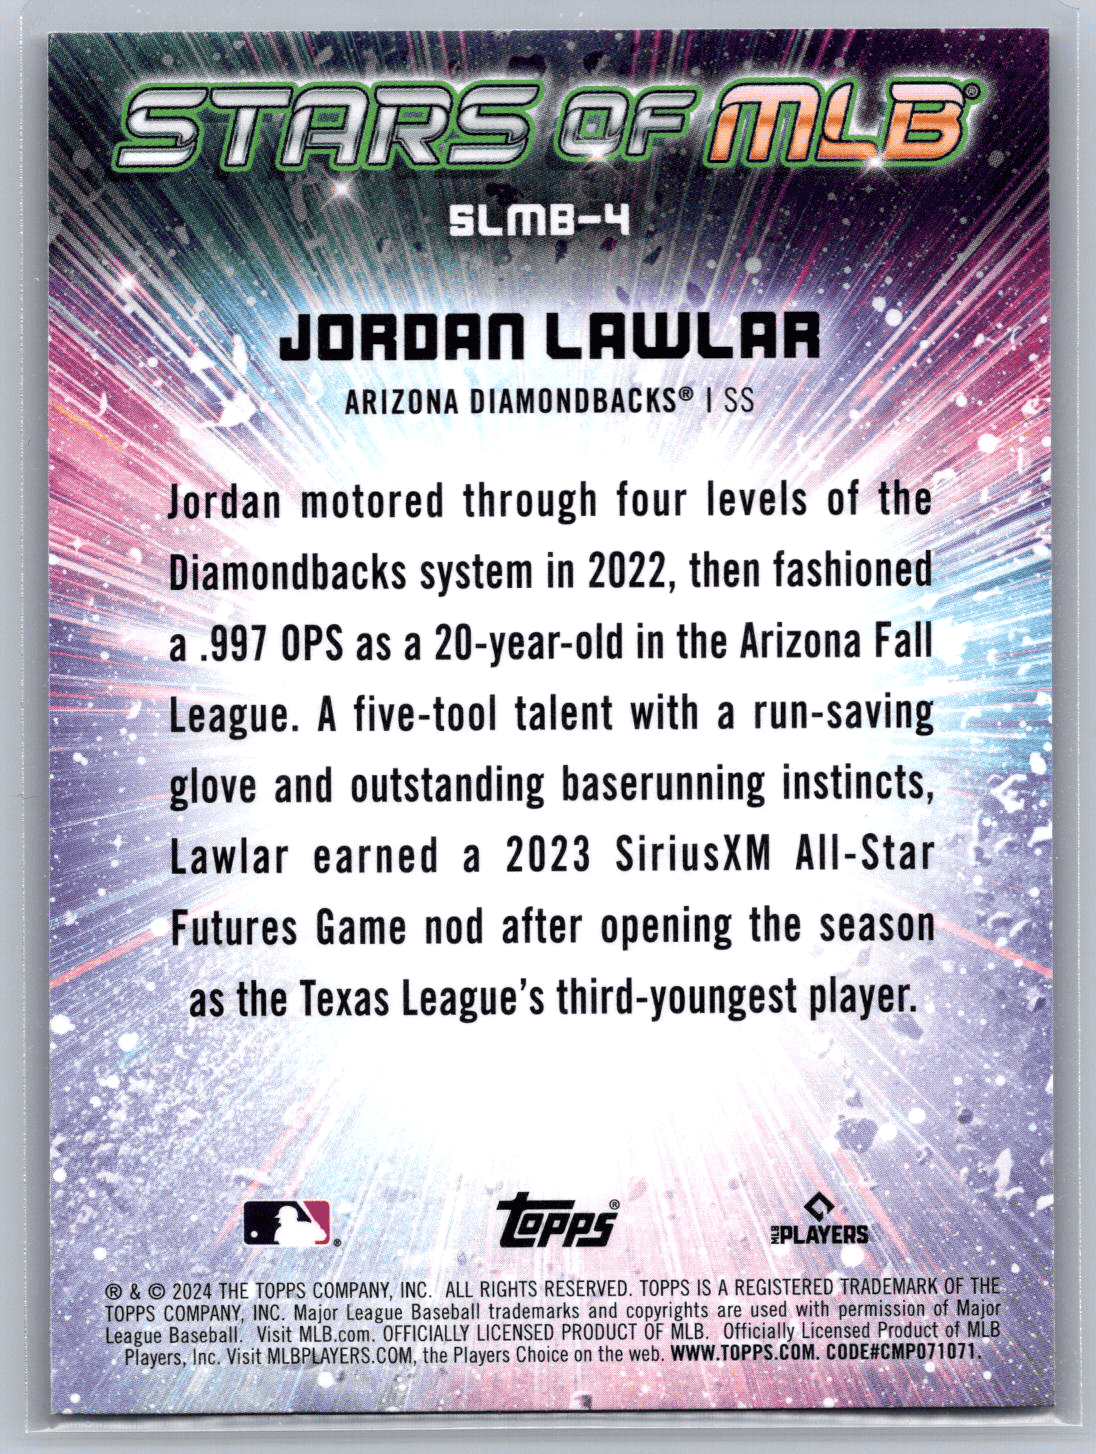 STARS OF MLB®
SLMB-4
JORDAN LAWLAR
ARIZONA DIAMONDBACKS® | SS
Jordan motored through four levels of the
Diamondbacks system in 2022, then fashioned
a .997 OPS as a 20-year-old in the Arizona Fall
League. A five-tool talent with a run-saving
glove and outstanding baserunning instincts,
Lawlar earned a 2023 SiriusXM All-Star
Futures Game nod after opening the season
as the Texas League's third-youngest player.
® topps® MLB PLAYERS
® & © 2024 THE TOPPS COMPANY, INC. ALL RIGHTS RESERVED. TOPPS IS A REGISTERED TRADEMARK OF THE
TOPPS COMPANY, INC. Major League Baseball trademarks and copyrights are used with permission of Major
League Baseball. Visit MLB.com. OFFICIALLY LICENSED PRODUCT OF MLB. Officially Licensed Product of MLB
Players, Inc. Visit MLBPLAYERS.COM, the Players Choice on the web. WWW.TOPPS.COM. CODE#CMP071071.